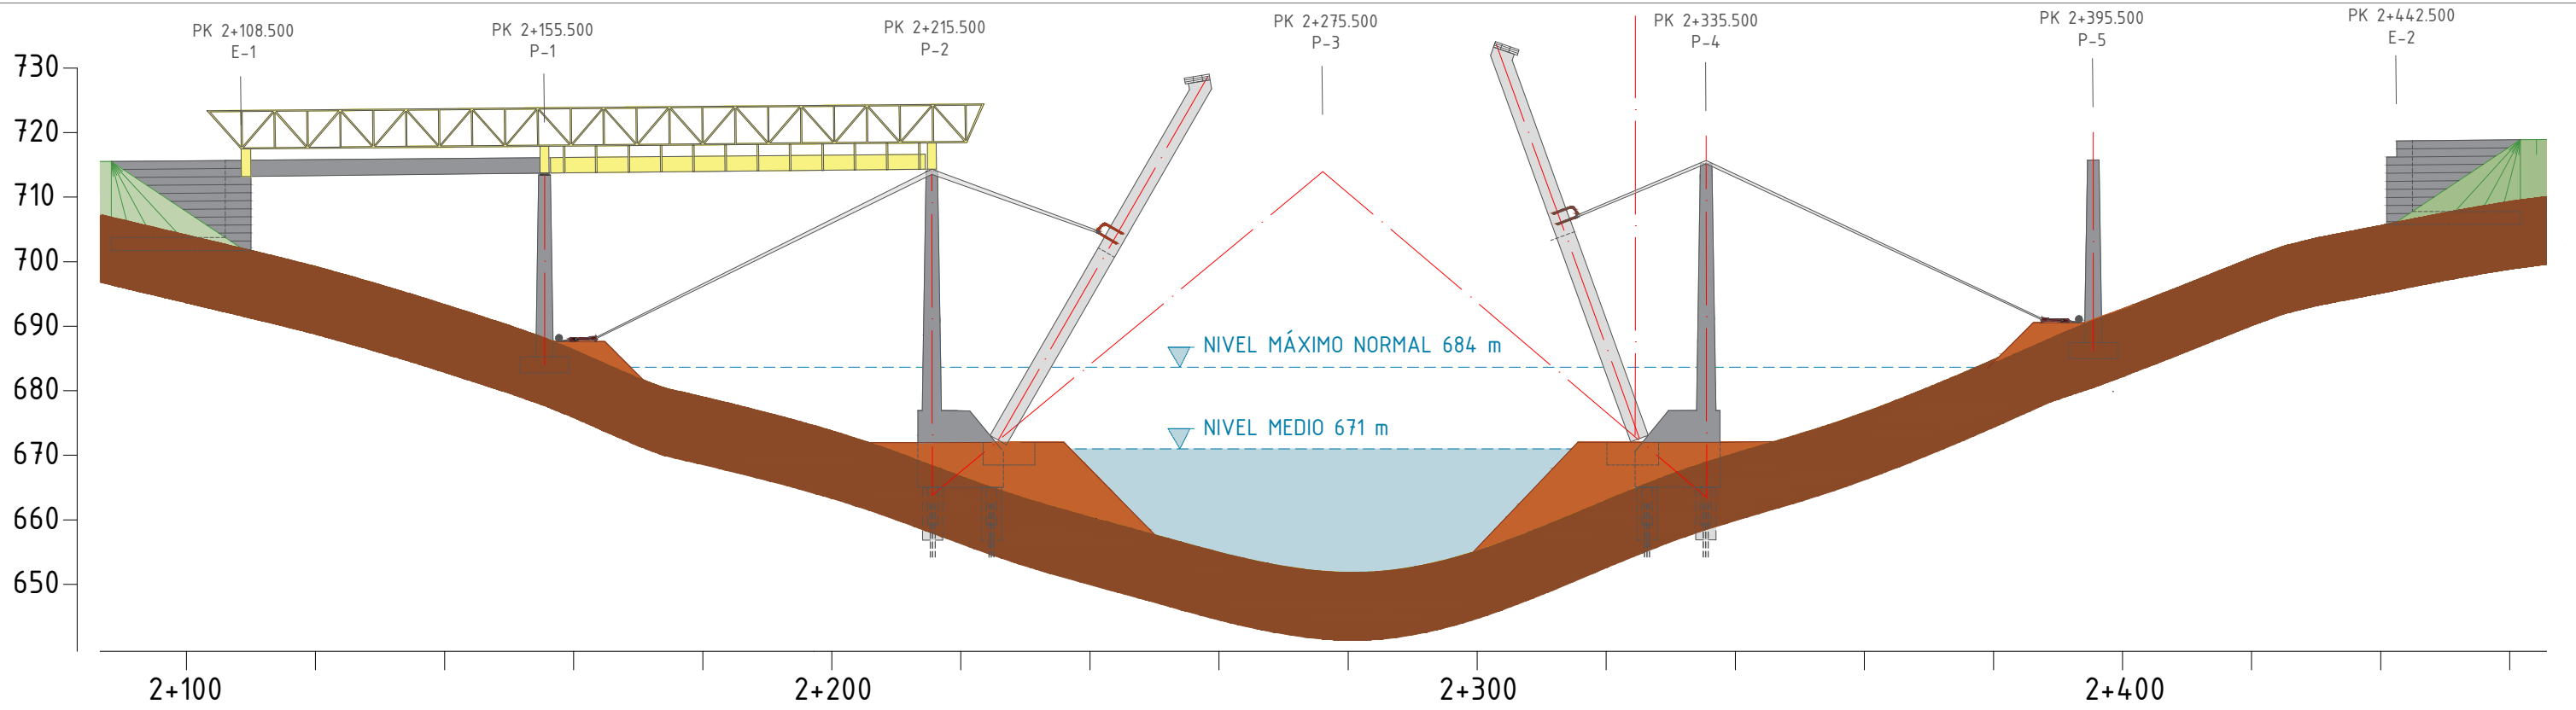 PK 2+108.500
E-1
PK 2+155.500
P-1
PK 2+215.500
P-2
PK 2+275.500
P-3
PK 2+335.500
P-4
PK 2+395.500
P-5
PK 2+442.500
E-2
730
720
710
700
690
680
670
660
650
NIVEL MÁXIMO NORMAL 684 m
NIVEL MEDIO 671 m
2+100
2+200
2+300
2+400